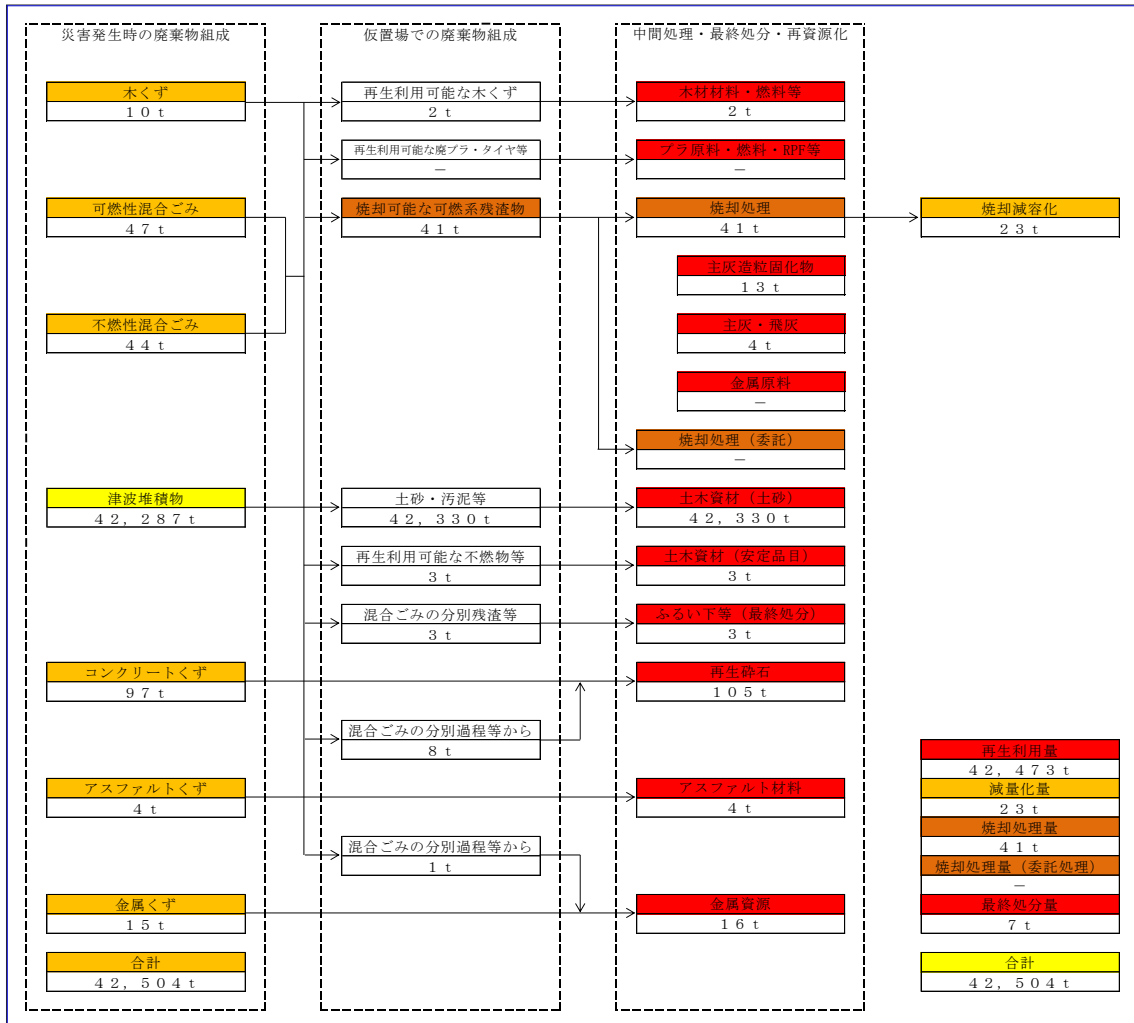 災害発生時の廃棄物組成
仮置場での廃棄物組成
中間処理・最終処分・再資源化
木くず
１０ｔ
再生利用可能な木くず
２ｔ
木材材料・燃料等
２ｔ
再生利用可能な廃プラ・タイヤ等
－
プラ原料・燃料・RPF等
－
可燃性混合ごみ
４７ｔ
焼却可能な可燃系残渣物
４１ｔ
焼却処理
４１ｔ
焼却減容化
２３ｔ
主灰造粒固化物
１３ｔ
不燃性混合ごみ
４４ｔ
主灰・飛灰
４ｔ
金属原料
－
焼却処理（委託）
－
津波堆積物
４２，２８７ｔ
土砂・汚泥等
４２，３３０ｔ
土木資材（土砂）
４２，３３０ｔ
再生利用可能な不燃物等
３ｔ
土木資材（安定品目）
３ｔ
混合ごみの分別残渣等
３ｔ
ふるい下等（最終処分）
３ｔ
コンクリートくず
９７ｔ
再生砕石
１０５ｔ
混合ごみの分別過程等から
８ｔ
アスファルトくず
４ｔ
アスファルト材料
４ｔ
混合ごみの分別過程等から
１ｔ
金属くず
１５ｔ
金属資源
１６ｔ
合計
４２，５０４ｔ
再生利用量
４２，４７３ｔ
減量化量
２３ｔ
焼却処理量
４１ｔ
焼却処理量（委託処理）
－
最終処分量
７ｔ
合計
４２，５０４ｔ